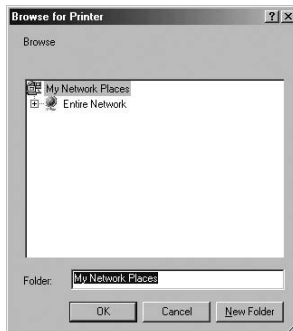 Browse for Printer
Browse
My Network Places
Entire Network
Folder: My Network Places
OK Cancel New Folder